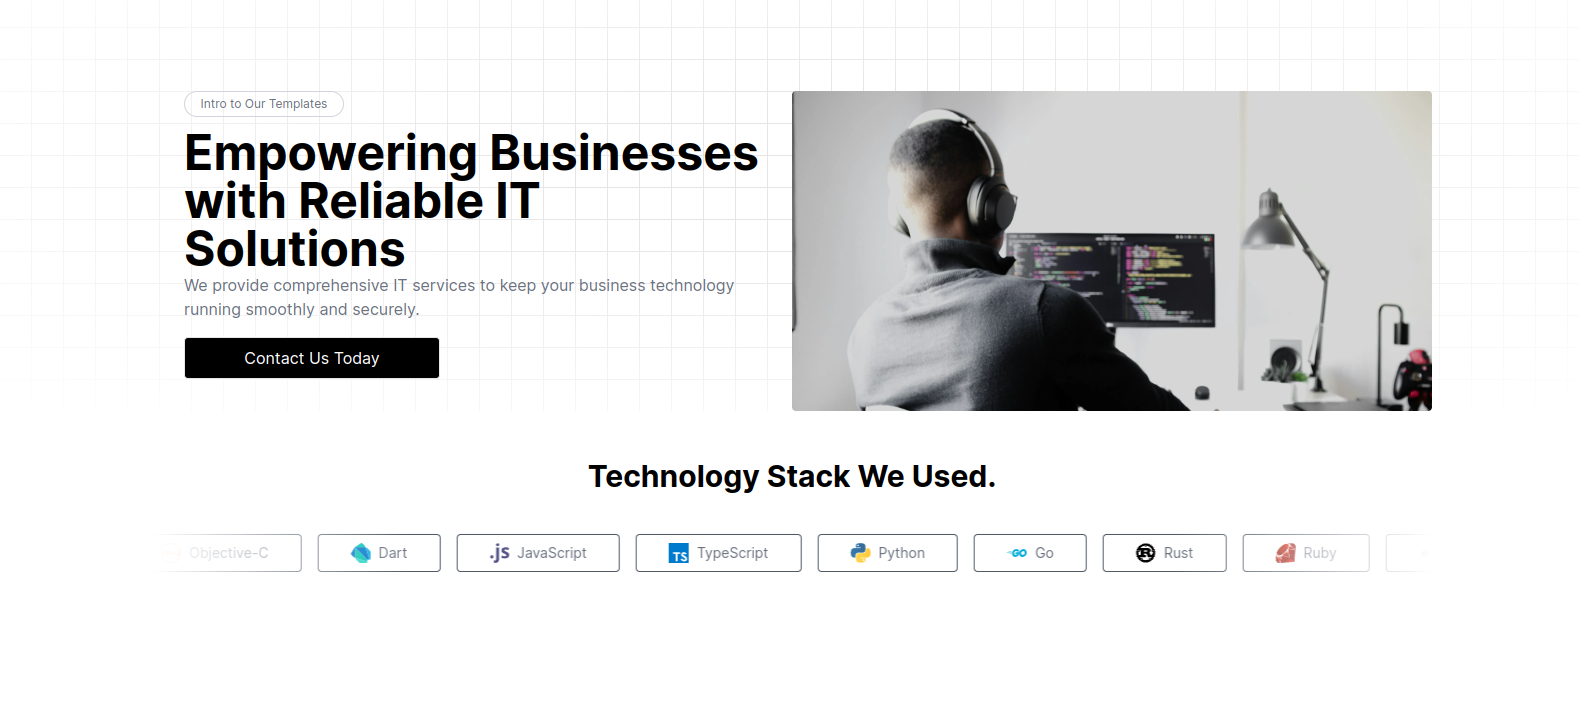 Intro to Our Templates
Empowering Businesses
with Reliable IT
Solutions
We provide comprehensive IT services to keep your business technology
running smoothly and securely.
Contact Us Today
Technology Stack We Used.
Objective-C
Dart
.js JavaScript
TS TypeScript
Python
GO Go
R Rust
Ruby